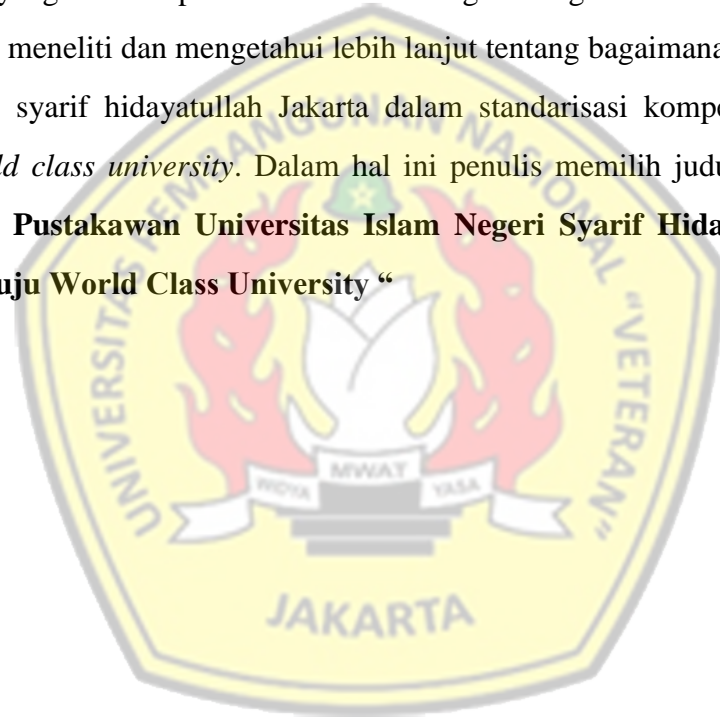 meneliti dan mengetahui lebih lanjut tentang bagaimana
syarif hidayatullah Jakarta dalam standarisasi kompe
ld class university. Dalam hal ini penulis memilih judu
Pustakawan Universitas Islam Negeri Syarif Hida
uju World Class University “
UNIVERSITAS PEMBANGUNAN NASIONAL “VETERAN”
WIDYA MWAT YASA
JAKARTA